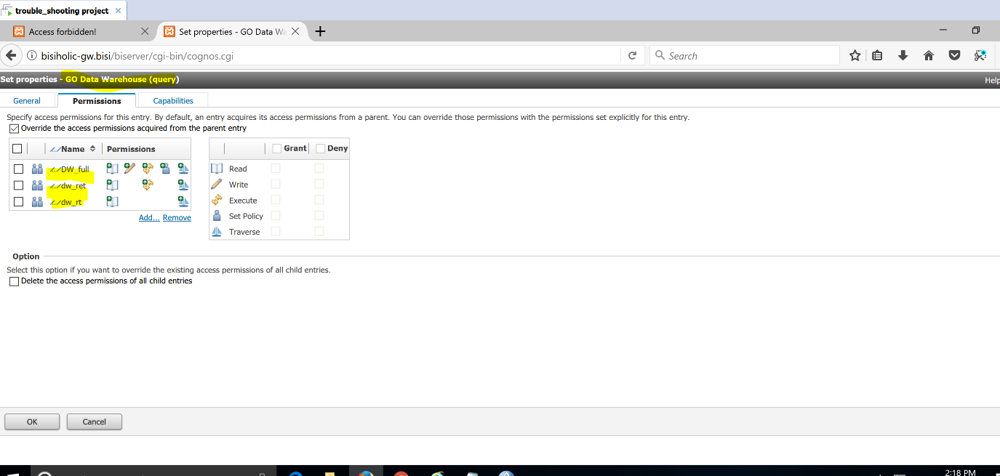 trouble_shooting project
Access forbidden!
Set properties - GO Data Wa
bisiholic-gw.bisi/biserver/cgi-bin/cognos.cgi
Search
Set properties - GO Data Warehouse (query)
Help
General
Permissions
Capabilities
Specify access permissions for this entry. By default, an entry acquires its access permissions from a parent. You can override those permissions with the permissions set explicitly for this entry.
Override the access permissions acquired from the parent entry
Name Permissions
Grant Deny
DW_full
dw_ret
dw_rt
Add... Remove
Read
Write
Execute
Set Policy
Traverse
Option
Select this option if you want to override the existing access permissions of all child entries.
Delete the access permissions of all child entries
OK
Cancel
2:18 PM